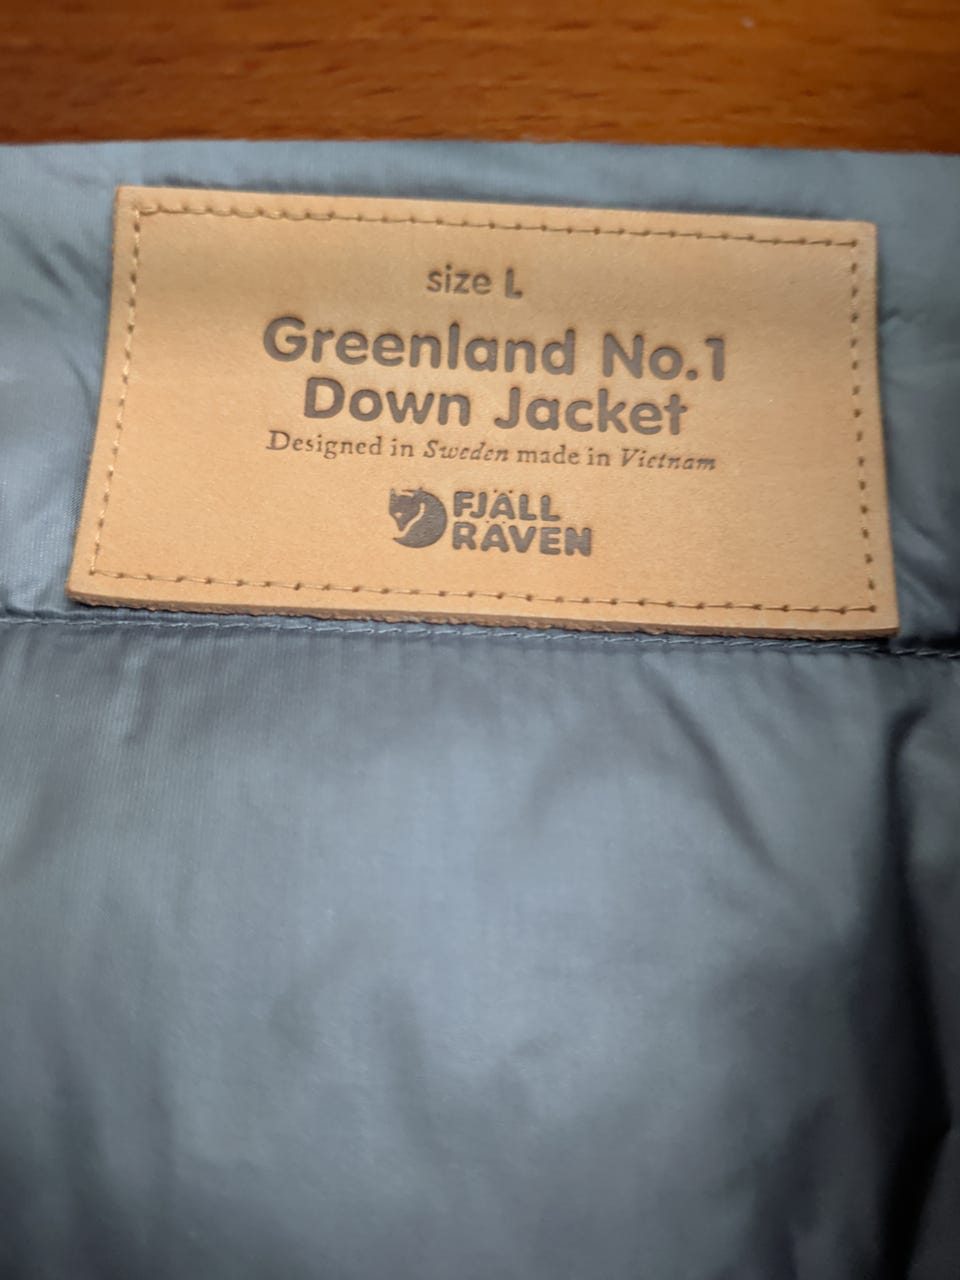 size L
Greenland No.1
Down Jacket
Designed in Sweden made in Vietnam
FJÄLL
RÄVEN